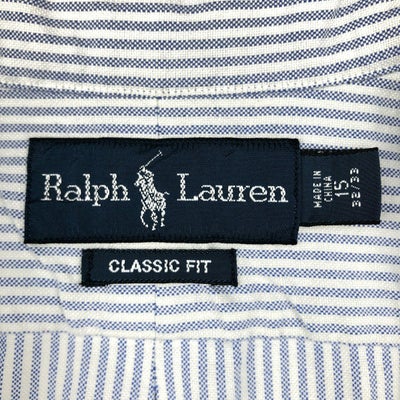 Ralph Lauren
CLASSIC FIT
MADE IN
CHINA
15
32/33